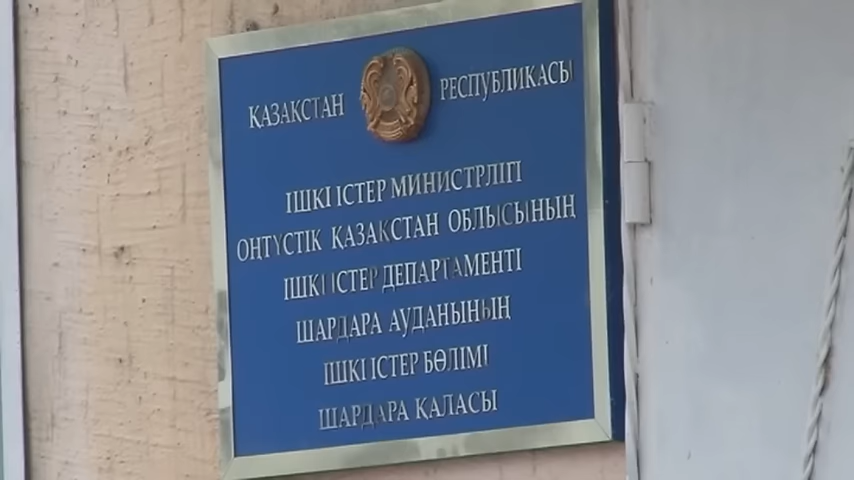 ҚАЗАҚСТАН РЕСПУБЛИКАСЫ
ІШКІ ІСТЕР МИНИСТРЛІГІ
ОҢТҮСТІК ҚАЗАҚСТАН ОБЛЫСЫНЫҢ
ІШКІ ІСТЕР ДЕПАРТАМЕНТІ
ШАРДАРА АУДАНЫНЫҢ
ІШКІ ІСТЕР БӨЛІМІ
ШАРДАРА ҚАЛАСЫ